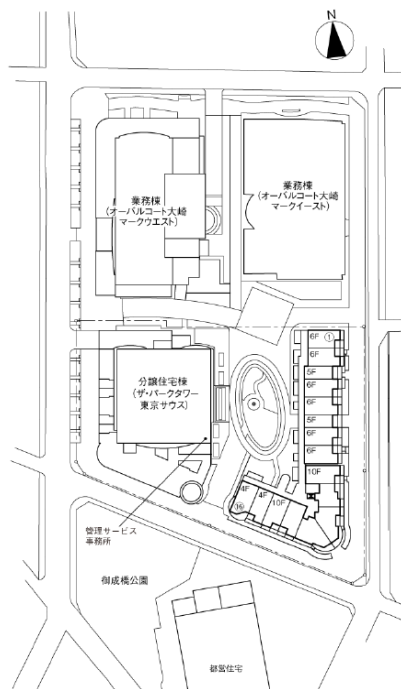 N
業務棟
(オーバルコート大崎
マークウエスト)
業務棟
(オーバルコート大崎
マークイースト)
6F ①
6F
5F
6F
6F
5F
6F
6F
10F
分譲住宅棟
(ザ・パークタワー
東京サウス)
4F
4F
10F
⑯
管理サービス
事務所
御成橋公園
都営住宅